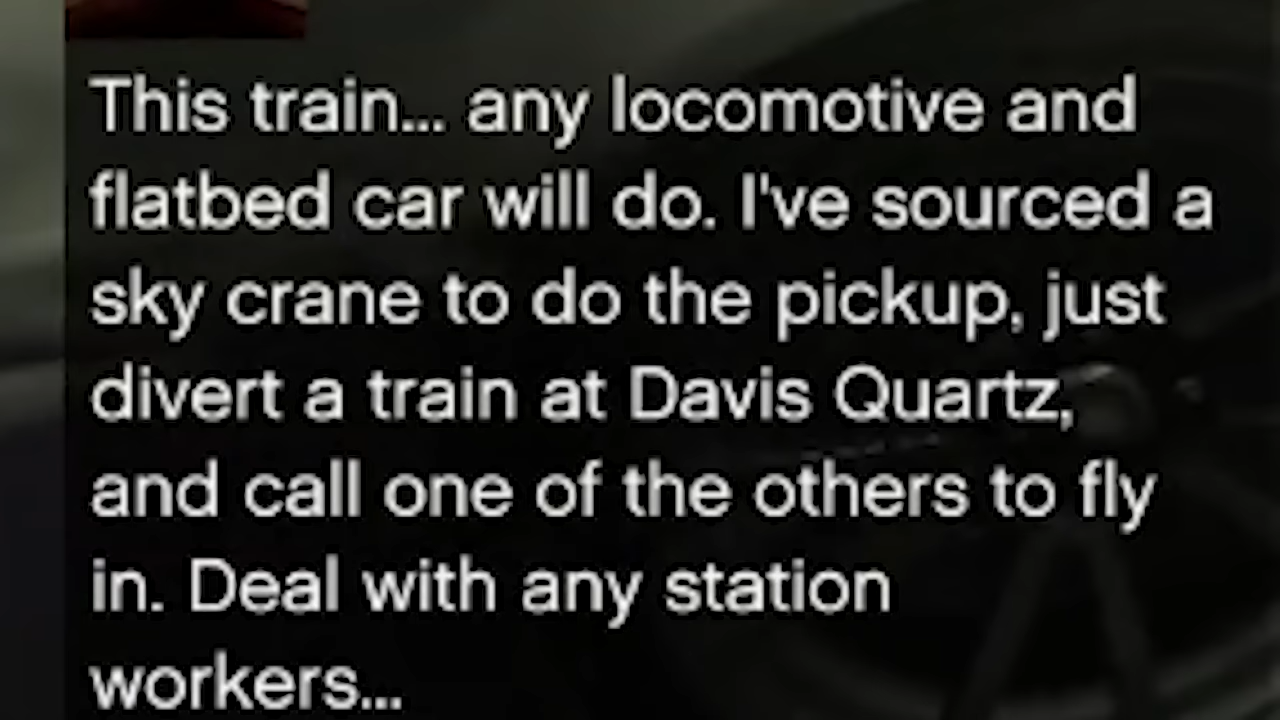 This train... any locomotive and
flatbed car will do. I've sourced a
sky crane to do the pickup, just
divert a train at Davis Quartz,
and call one of the others to fly
in. Deal with any station
workers...